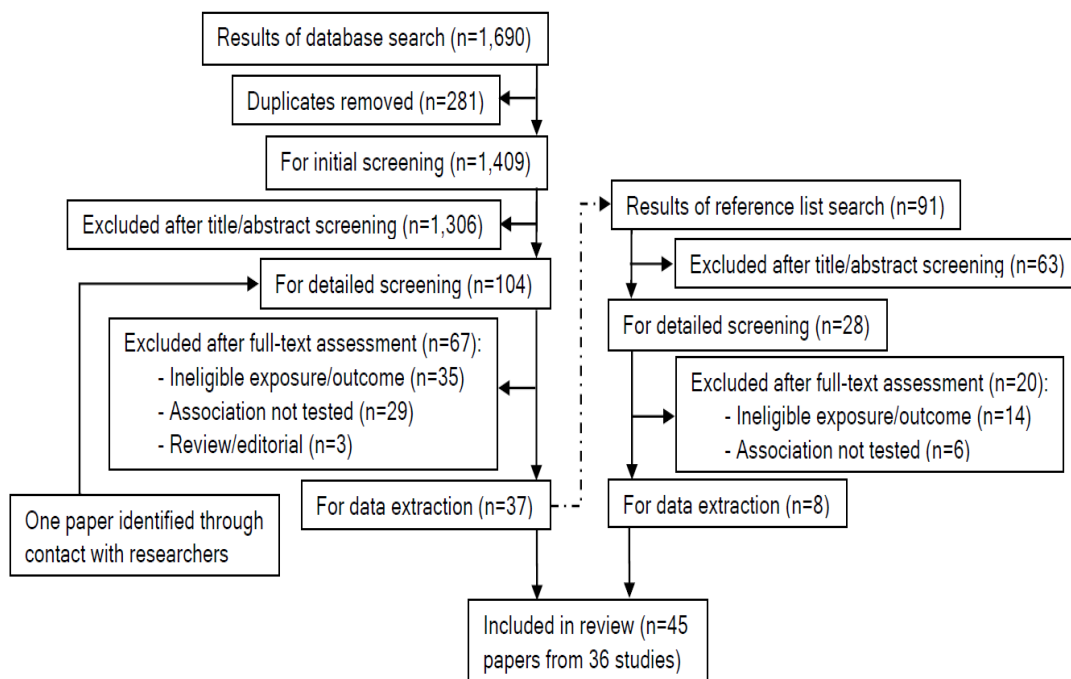 Results of database search (n=1,690)
Duplicates removed (n=281)
For initial screening (n=1,409)
Excluded after title/abstract screening (n=1,306)
For detailed screening (n=104)
Excluded after full-text assessment (n=67):
- Ineligible exposure/outcome (n=35)
- Association not tested (n=29)
- Review/editorial (n=3)
For data extraction (n=37)
One paper identified through
contact with researchers
Results of reference list search (n=91)
Excluded after title/abstract screening (n=63)
For detailed screening (n=28)
Excluded after full-text assessment (n=20):
- Ineligible exposure/outcome (n=14)
- Association not tested (n=6)
For data extraction (n=8)
Included in review (n=45
papers from 36 studies)